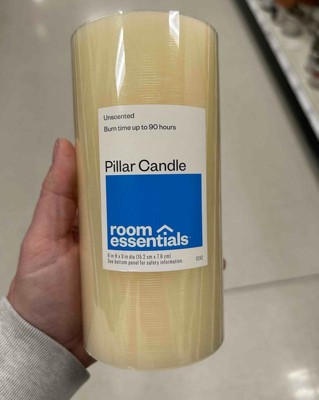 Unscented
Burn time up to 90 hours
Pillar Candle
room
essentials
6 in H x 3 in dia (15.2 cm x 7.6 cm)
See bottom panel for safety information.